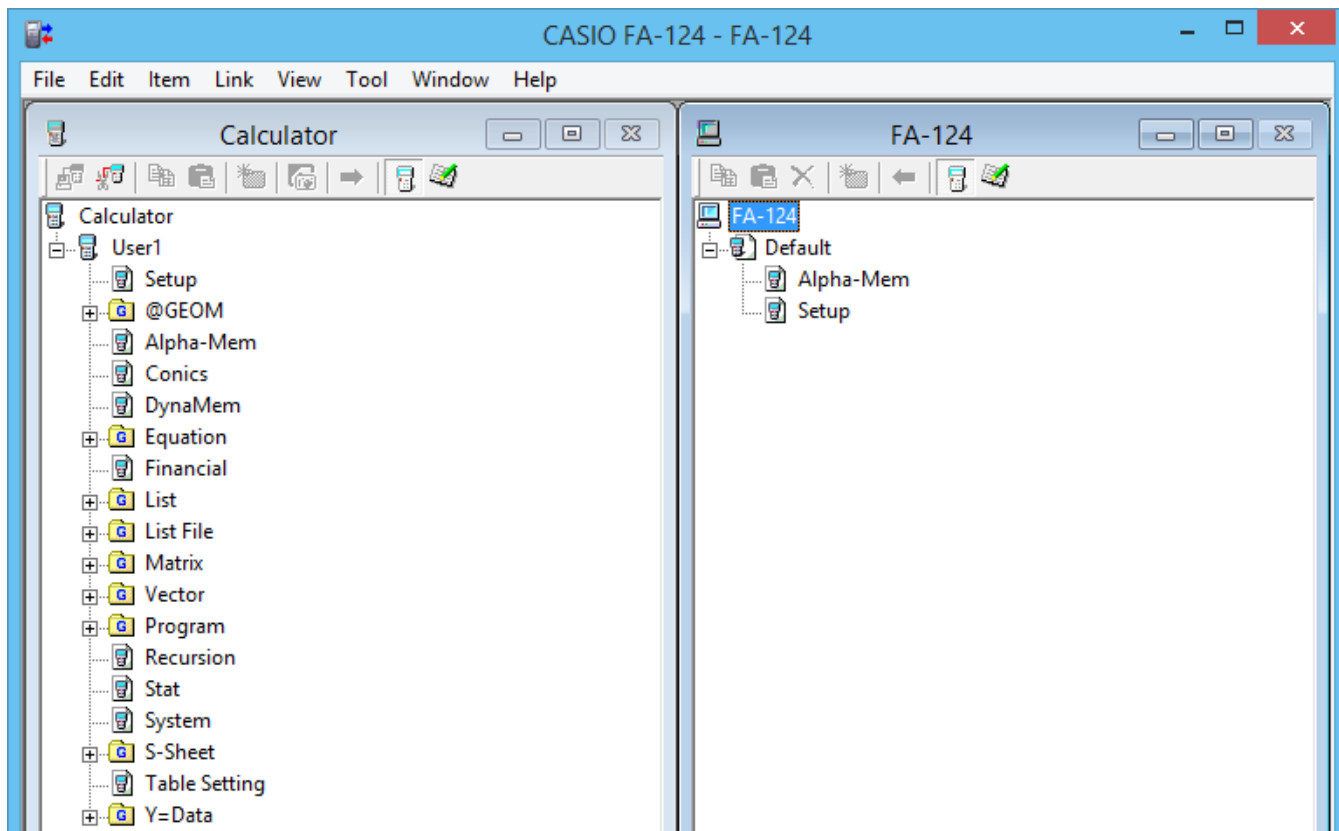 CASIO FA-124 - FA-124
File Edit Item Link View Tool Window Help
Calculator
Calculator
User1
Setup
@GEOM
Alpha-Mem
Conics
DynaMem
Equation
Financial
List
List File
Matrix
Vector
Program
Recursion
Stat
System
S-Sheet
Table Setting
Y=Data
FA-124
FA-124
Default
Alpha-Mem
Setup